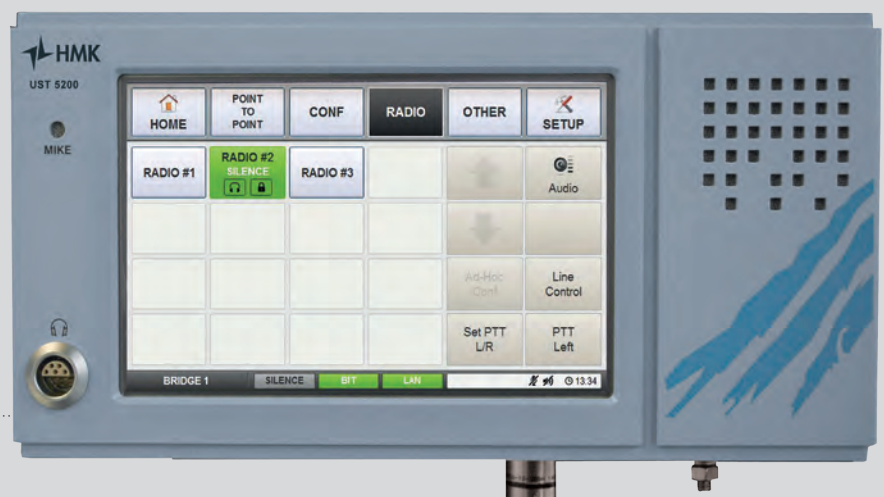 HMK
UST 5200
MIKE
HOME
POINT
TO
POINT
CONF
RADIO
OTHER
SETUP
RADIO #1
RADIO #2
SILENCE
RADIO #3
Audio
Ad-Hoc
Conf
Line
Control
Set PTT
L/R
PTT
Left
BRIDGE 1
SILENCE
BIT
LAN
13:34